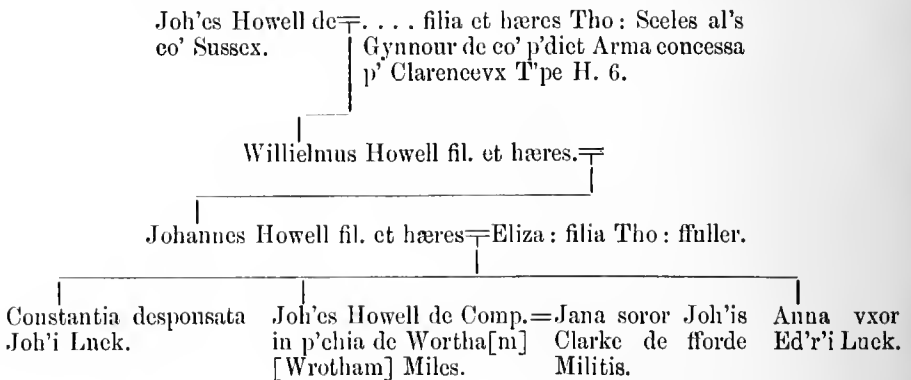 Joh'es Howell de=. . . . filia et hæres Tho: Sceles al's
co' Sussex.
Gynnour de co' p'dict Arma concessa
p' Clarencevx T'pe H. 6.
Willielmus Howell fil. et hæres.=
Johannes Howell fil. et hæres=Eliza: filia Tho: ffuller.
Constantia desponsata
Joh'i Luck.
Joh'es Howell de Comp.=
in p'chia de Wortha[m]
[Wrotham] Miles.
Jana soror Joh'is
Clarke de fforde
Militis.
Anna vxor
Ed'r'i Luck.